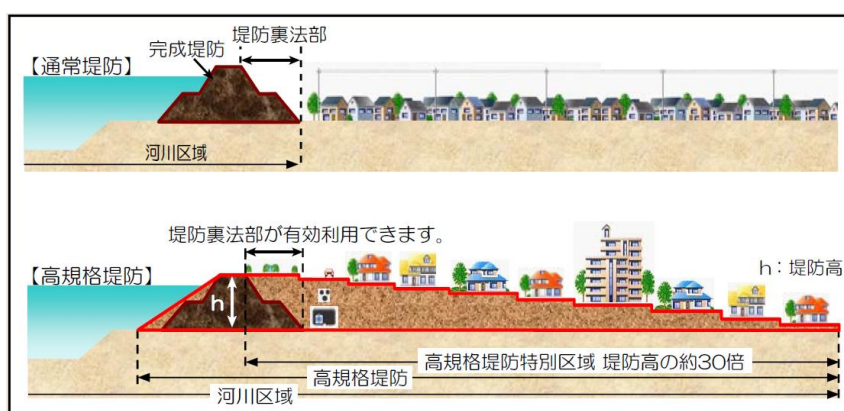 堤防裏法部
完成堤防
【通常堤防】
河川区域
堤防裏法部が有効利用できます。
【高規格堤防】
h:堤防高
h
高規格堤防特別区域 堤防高の約30倍
高規格堤防
河川区域